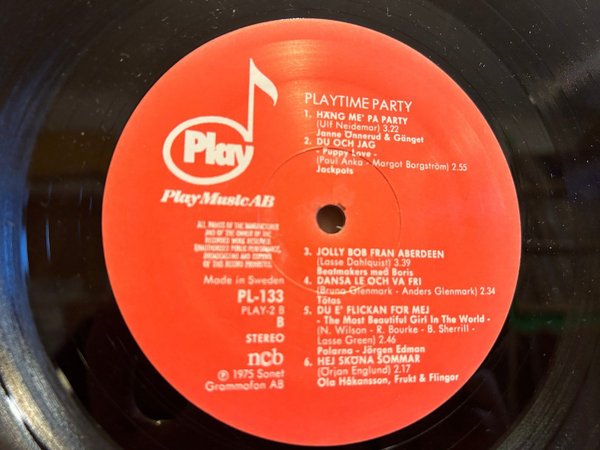 Play
PlayMusicAB
ALL RIGHTS OF THE MANUFACTURER
AND OF THE OWNER OF THE
RECORDED WORK RESERVED
UNAUTHORISED PUBLIC PERFORMANCE,
BROADCASTING AND COPYING
OF THIS RECORD PROHIBITED.
Made in Sweden
PL-133
PLAY-2 B
B
STEREO
ncb
Ⓟ 1975 Sonet
Grammofon AB
PLAYTIME PARTY
1. HÄNG ME' PA PARTY
(Ulf Neidemar) 3.22
Janne Önnerud & Gänget
2. DU OCH JAG
- Puppy Love -
(Paul Anka - Margot Borgström) 2.55
Jackpots
3. JOLLY BOB FRAN ABERDEEN
(Lasse Dahlquist) 3.39
Beatmakers med Boris
4. DANSA LE OCH VA FRI
(Bruno Glenmark - Anders Glenmark) 2.34
Tötos
5. DU E' FLICKAN FÖR MEJ
- The Most Beautiful Girl In The World -
(N. Wilson - R. Bourke - B. Sherrill -
Lasse Green) 2.46
Palarna - Jörgen Edman
6. HEJ SKÖNA SOMMAR
(Örjan Englund) 2.17
Ola Håkansson, Frukt & Flingor